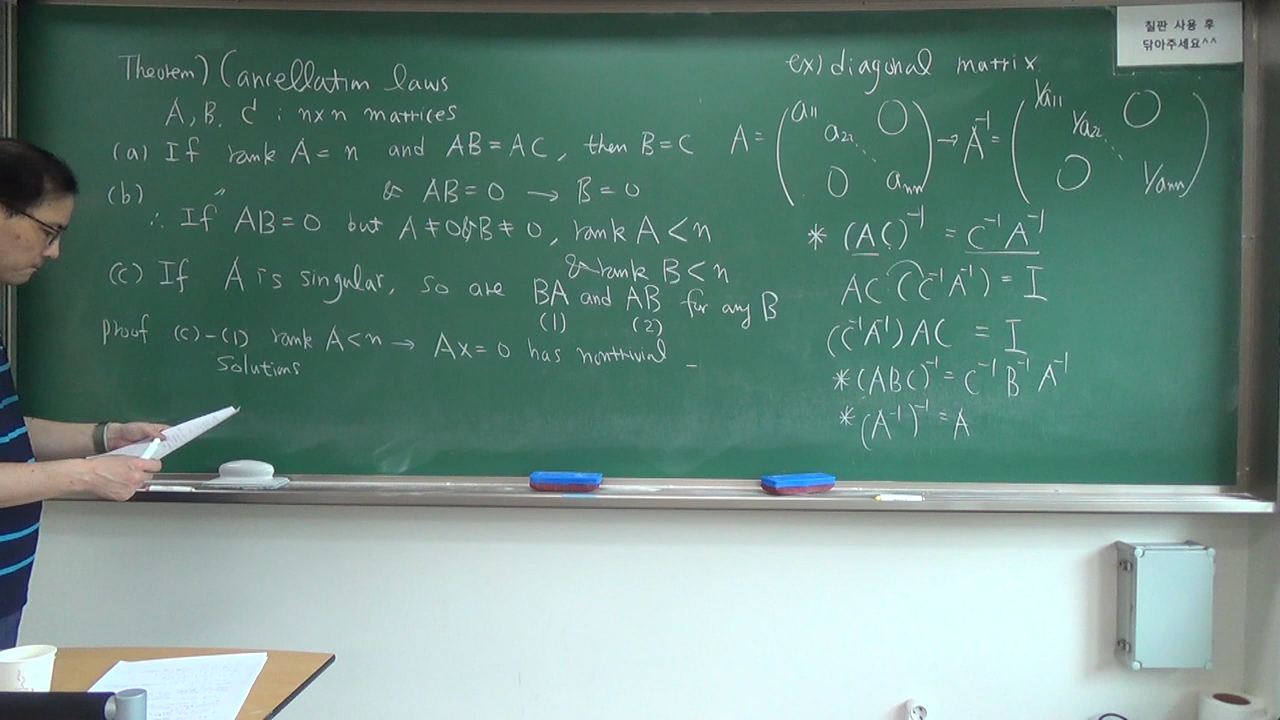 Theorem) Cancellation laws
A, B, C : n×n matrices
(a) If rank A = n and AB = AC, then B = C
(b) 〃 & AB = 0 → B = 0
∴ If AB = 0 but A ≠ 0 & B ≠ 0, rank A < n
& rank B < n
(c) If A is singular, so are BA and AB for any B
(1) (2)
proof (c)-(1) rank A < n → Ax = 0 has nontrivial
solutions
ex) diagonal matrix
A = ( a11 a22 ⋱ ann 0 0 ) → A⁻¹ = ( 1/a11 1/a22 ⋱ 1/ann 0 0 )
* (AC)⁻¹ = C⁻¹A⁻¹
AC (C⁻¹A⁻¹) = I
(C⁻¹A⁻¹) AC = I
* (ABC)⁻¹ = C⁻¹ B⁻¹ A⁻¹
* (A⁻¹)⁻¹ = A
칠판 사용 후
닦아주세요^^